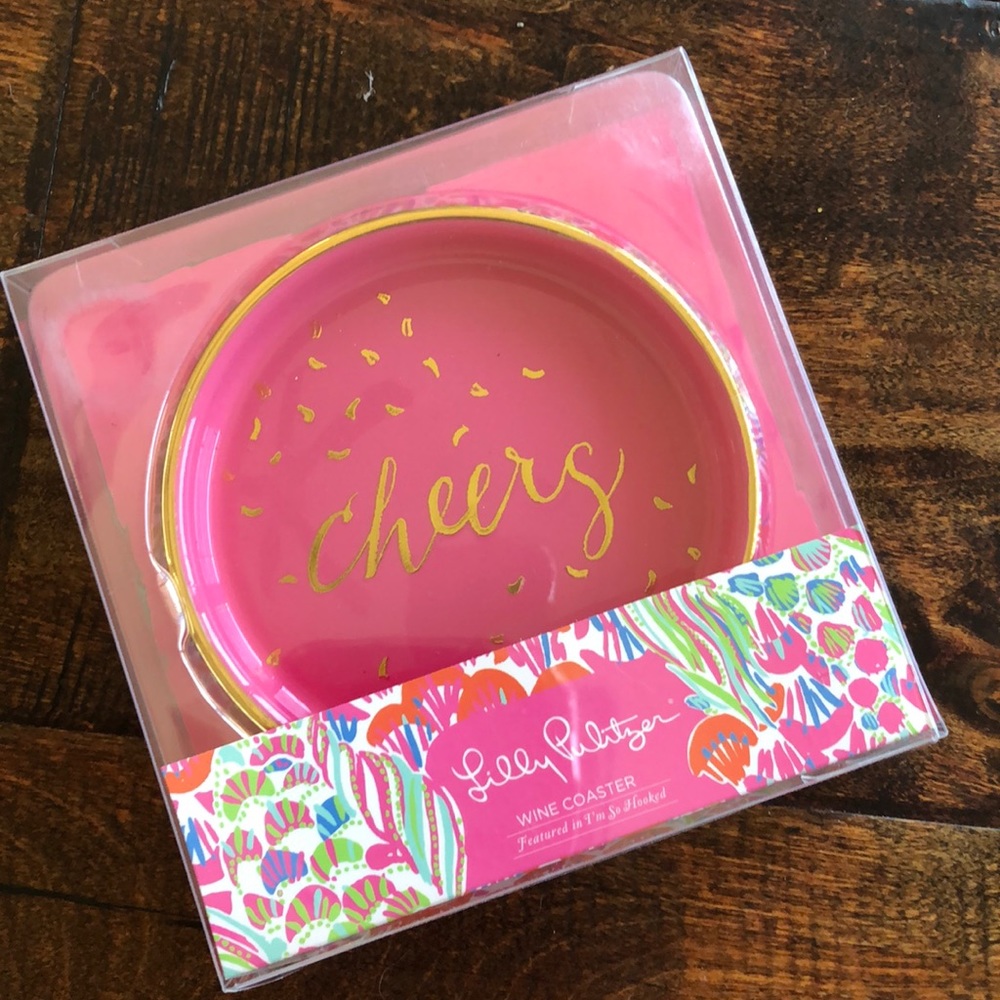 cheers
Lilly Pulitzer
WINE COASTER
Featured in I'm So Hooked